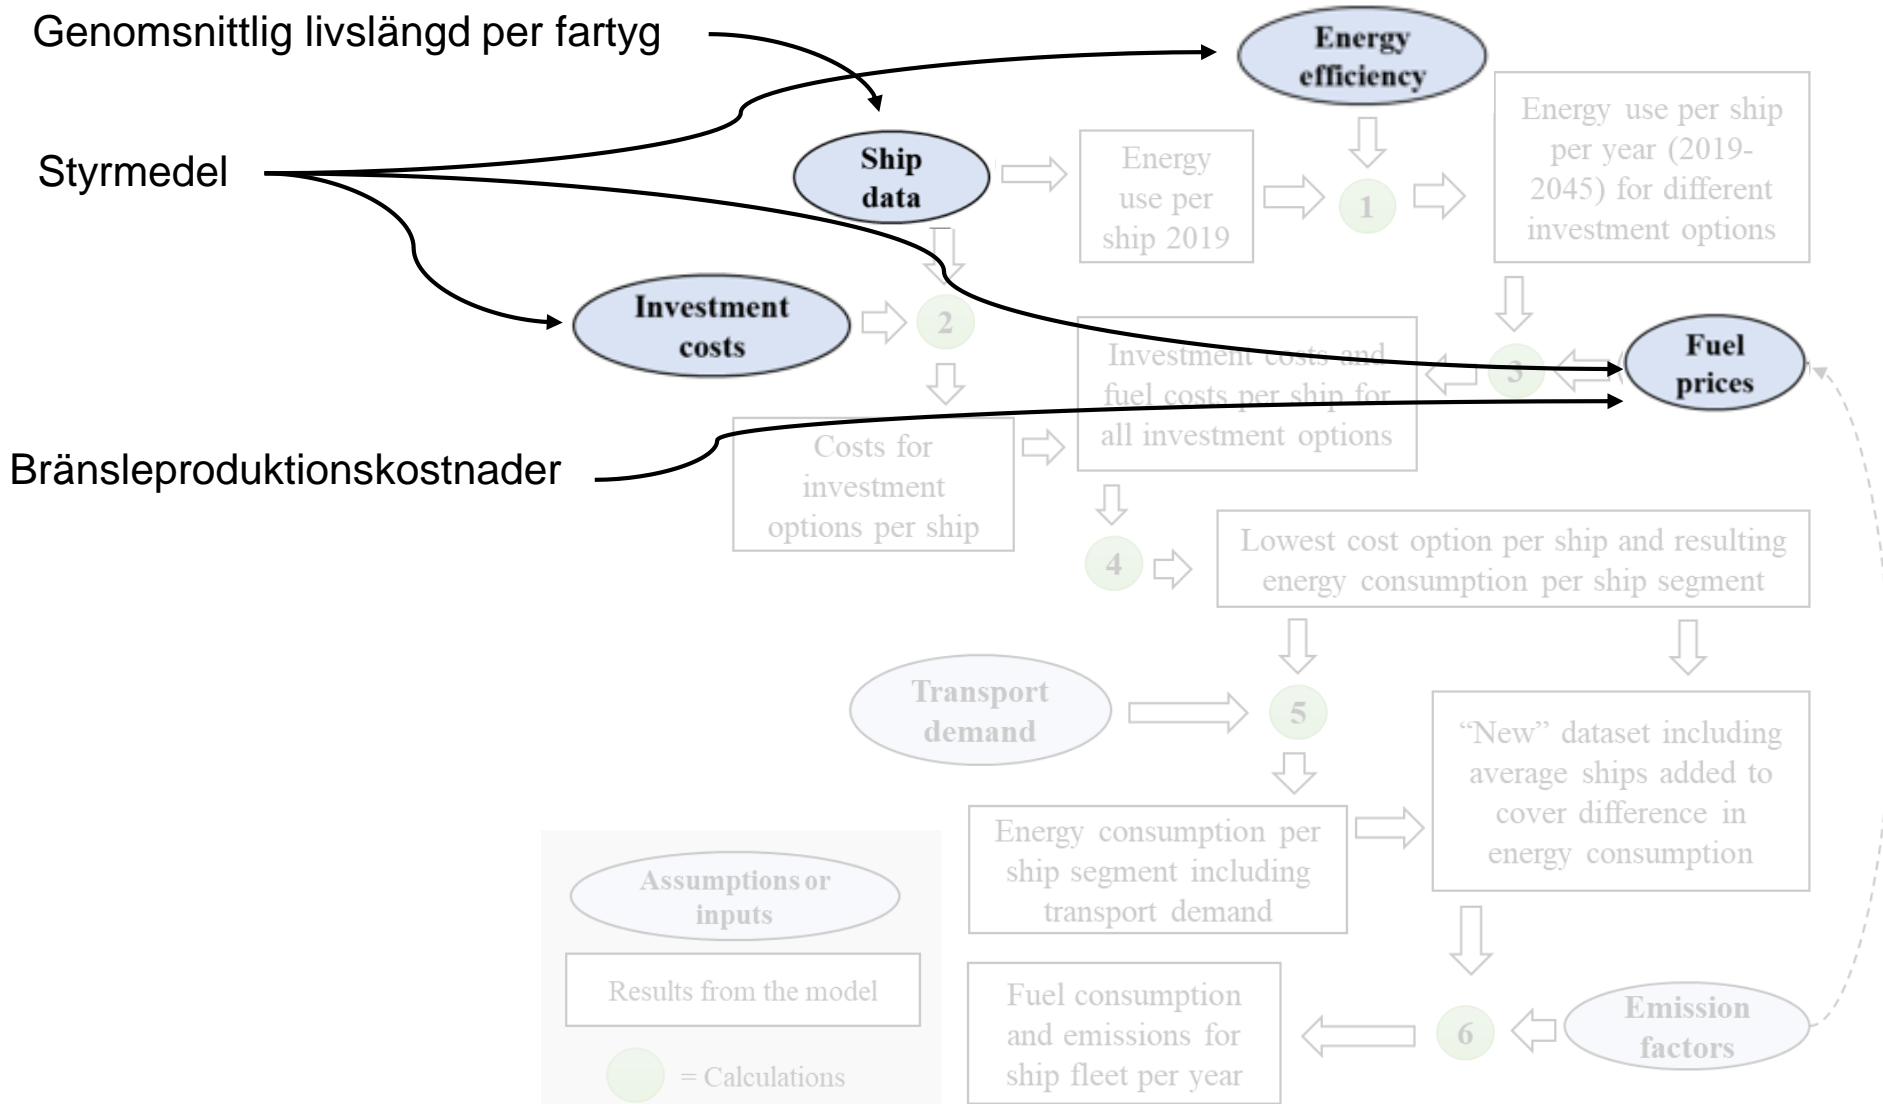 Genomsnittlig livslängd per fartyg
Energy
efficiency
Energy use per ship
per year (2019-
2045) for different
investment options
Styrmedel
Ship
data
Energy
use per
ship 2019
1
Investment
costs
2
Investment costs and
fuel costs per ship for
all investment options
3
Fuel
prices
Bränsleproduktionskostnader
Costs for
investment
options per ship
4
Lowest cost option per ship and resulting
energy consumption per ship segment
Transport
demand
5
“New” dataset including
average ships added to
cover difference in
energy consumption
Energy consumption per
ship segment including
transport demand
Assumptions or
inputs
Results from the model
= Calculations
Fuel consumption
and emissions for
ship fleet per year
6
Emission
factors